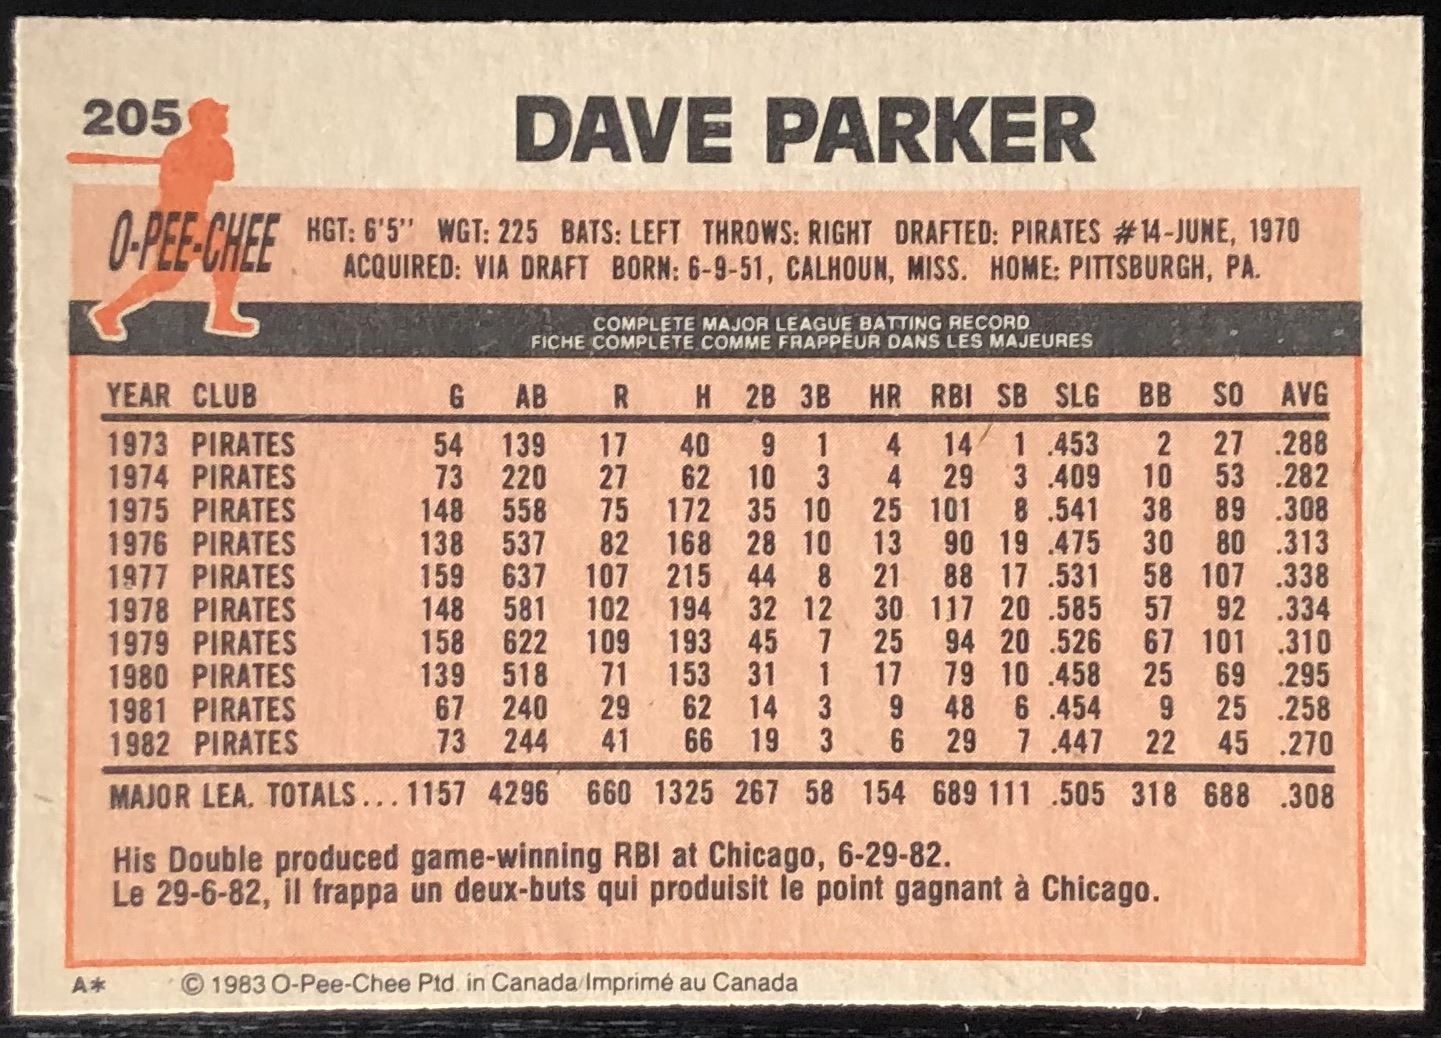 205
DAVE PARKER
O-PEE-CHEE
HGT: 6'5" WGT: 225 BATS: LEFT THROWS: RIGHT DRAFTED: PIRATES #14-JUNE, 1970
ACQUIRED: VIA DRAFT BORN: 6-9-51, CALHOUN, MISS. HOME: PITTSBURGH, PA.
COMPLETE MAJOR LEAGUE BATTING RECORD
FICHE COMPLETE COMME FRAPPEUR DANS LES MAJEURES
YEAR CLUB G AB R H 2B 3B HR RBI SB SLG BB SO AVG
1973 PIRATES 54 139 17 40 9 1 4 14 1 .453 2 27 .288
1974 PIRATES 73 220 27 62 10 3 4 29 3 .409 10 53 .282
1975 PIRATES 148 558 75 172 35 10 25 101 8 .541 38 89 .308
1976 PIRATES 138 537 82 168 28 10 13 90 19 .475 30 80 .313
1977 PIRATES 159 637 107 215 44 8 21 88 17 .531 58 107 .338
1978 PIRATES 148 581 102 194 32 12 30 117 20 .585 57 92 .334
1979 PIRATES 158 622 109 193 45 7 25 94 20 .526 67 101 .310
1980 PIRATES 139 518 71 153 31 1 17 79 10 .458 25 69 .295
1981 PIRATES 67 240 29 62 14 3 9 48 6 .454 9 25 .258
1982 PIRATES 73 244 41 66 19 3 6 29 7 .447 22 45 .270
MAJOR LEA. TOTALS... 1157 4296 660 1325 267 58 154 689 111 .505 318 688 .308
His Double produced game-winning RBI at Chicago, 6-29-82.
Le 29-6-82, il frappa un deux-buts qui produisit le point gagnant à Chicago.
A* © 1983 O-Pee-Chee Ptd. in Canada/Imprimé au Canada